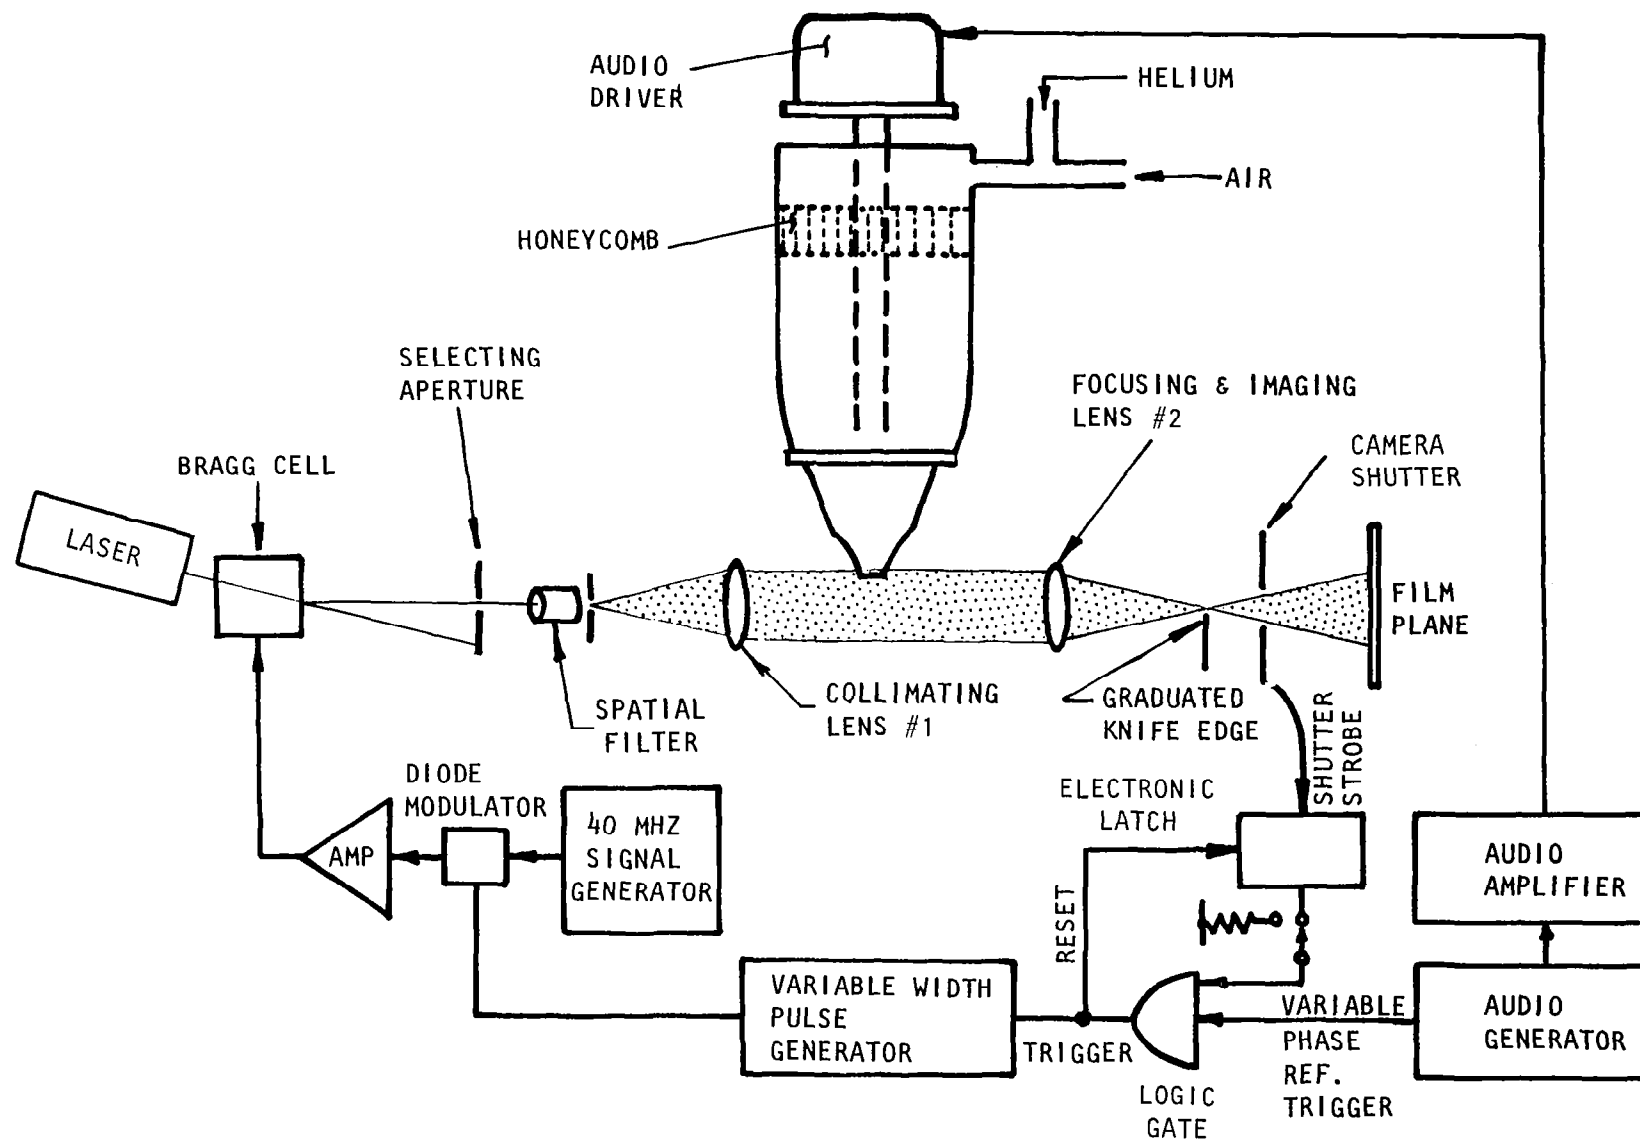 AUDIO
DRIVER
HELIUM
AIR
HONEYCOMB
SELECTING
APERTURE
FOCUSING & IMAGING
LENS #2
CAMERA
SHUTTER
BRAGG CELL
LASER
FILM
PLANE
SPATIAL
FILTER
COLLIMATING
LENS #1
GRADUATED
KNIFE EDGE
SHUTTER
STROBE
DIODE
MODULATOR
40 MHZ
SIGNAL
GENERATOR
AMP
ELECTRONIC
LATCH
AUDIO
AMPLIFIER
RESET
VARIABLE WIDTH
PULSE
GENERATOR
TRIGGER
LOGIC
GATE
VARIABLE
PHASE
REF.
TRIGGER
AUDIO
GENERATOR